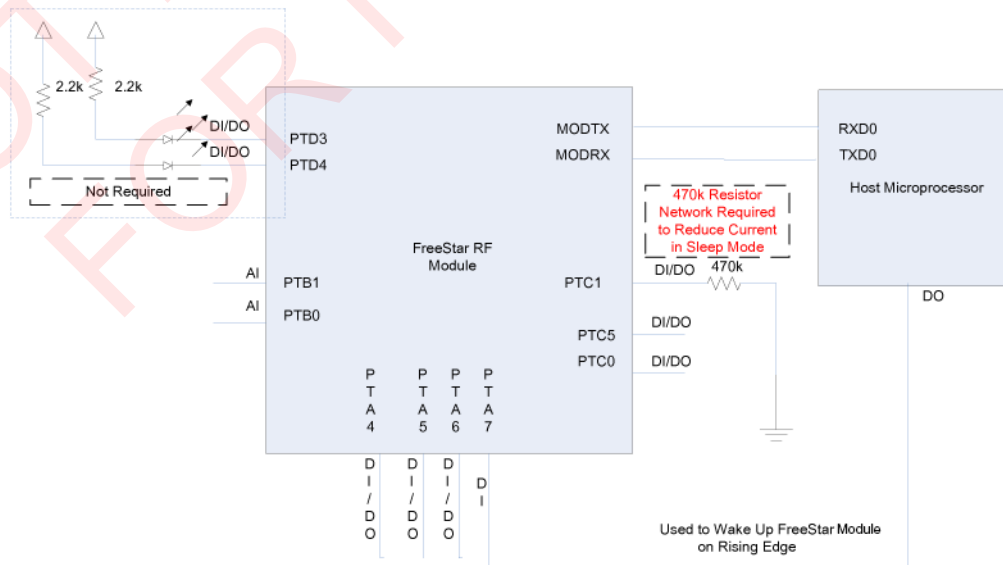 2.2k
2.2k
DI/DO
DI/DO
Not Required
PTD3
PTD4
MODTX
MODRX
RXD0
TXD0
Host Microprocessor
470k Resistor
Network Required
to Reduce Current
in Sleep Mode
FreeStar RF
Module
AI
PTB1
AI
PTB0
DI/DO
470k
PTC1
DI/DO
PTC5
DI/DO
PTC0
DO
PTA4
PTA5
PTA6
PTA7
DI/DO
DI/DO
DI/DO
DI
Used to Wake Up FreeStar Module
on Rising Edge
FOR